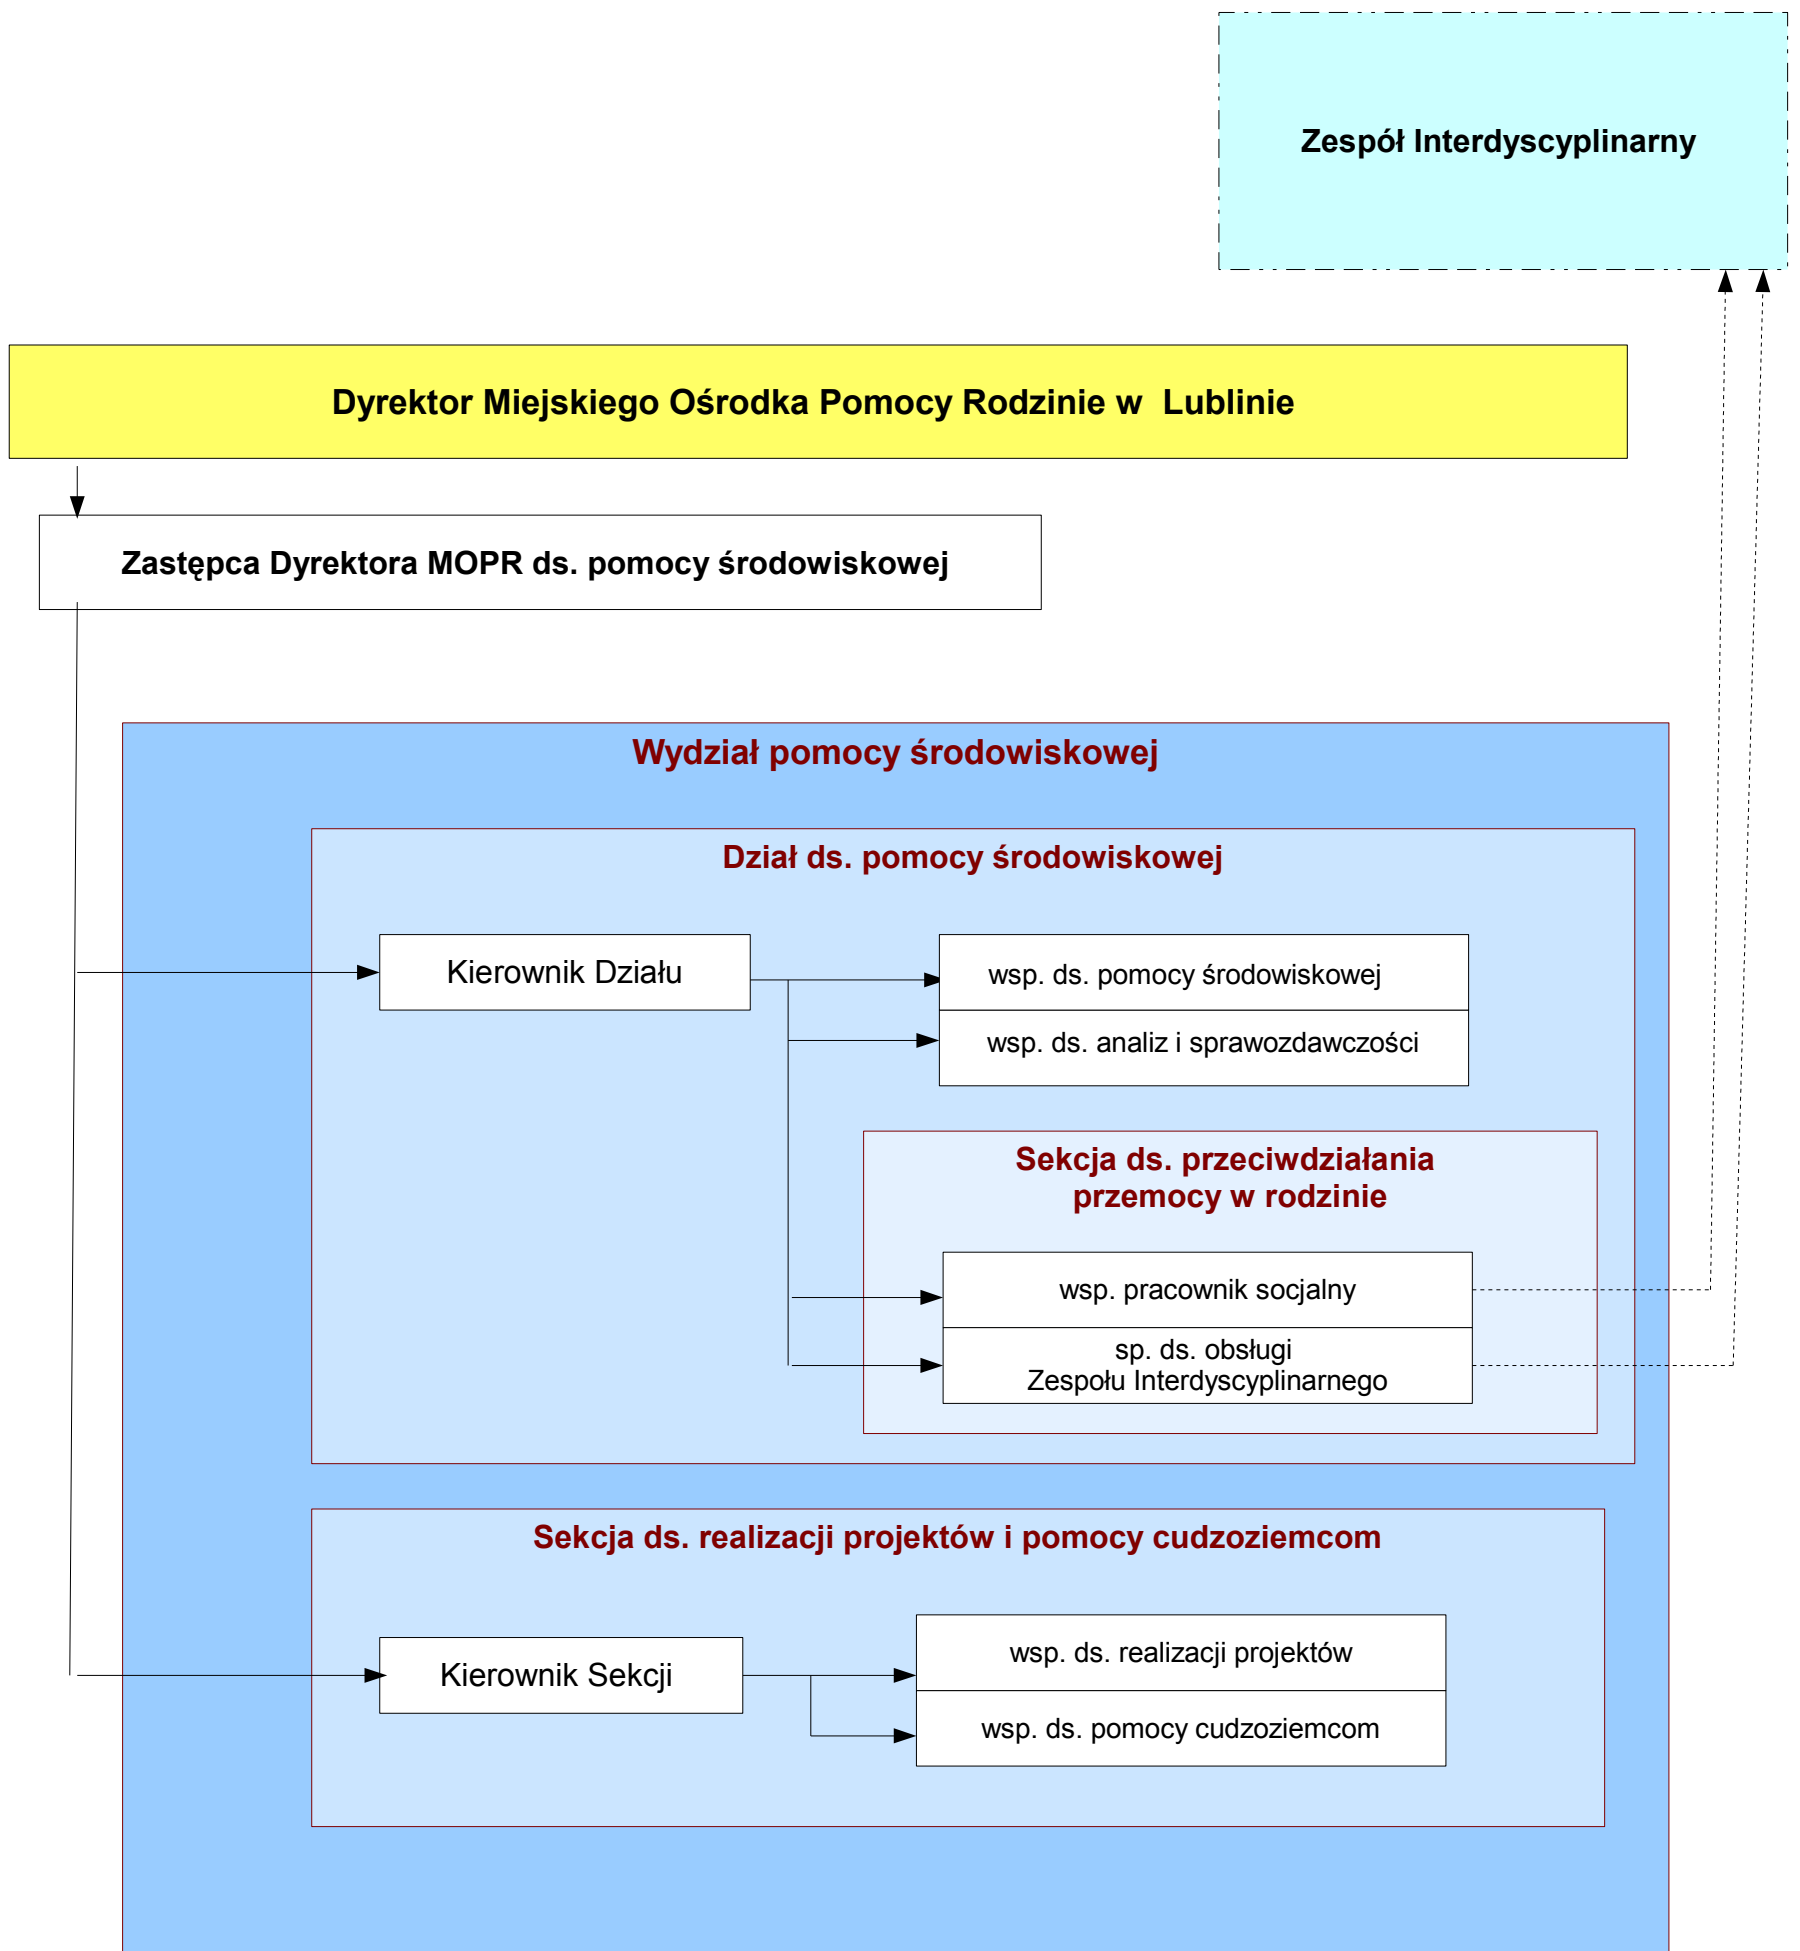 Zespół Interdyscyplinarny
Dyrektor Miejskiego Ośrodka Pomocy Rodzinie w  Lublinie
Zastępca Dyrektora MOPR ds. pomocy środowiskowej
Wydział pomocy środowiskowej
Dział ds. pomocy środowiskowej
Kierownik Działu
wsp. ds. pomocy środowiskowej
wsp. ds. analiz i sprawozdawczości
Sekcja ds. przeciwdziałania
przemocy w rodzinie
wsp. pracownik socjalny
sp. ds. obsługi
Zespołu Interdyscyplinarnego
Sekcja ds. realizacji projektów i pomocy cudzoziemcom
Kierownik Sekcji
wsp. ds. realizacji projektów
wsp. ds. pomocy cudzoziemcom